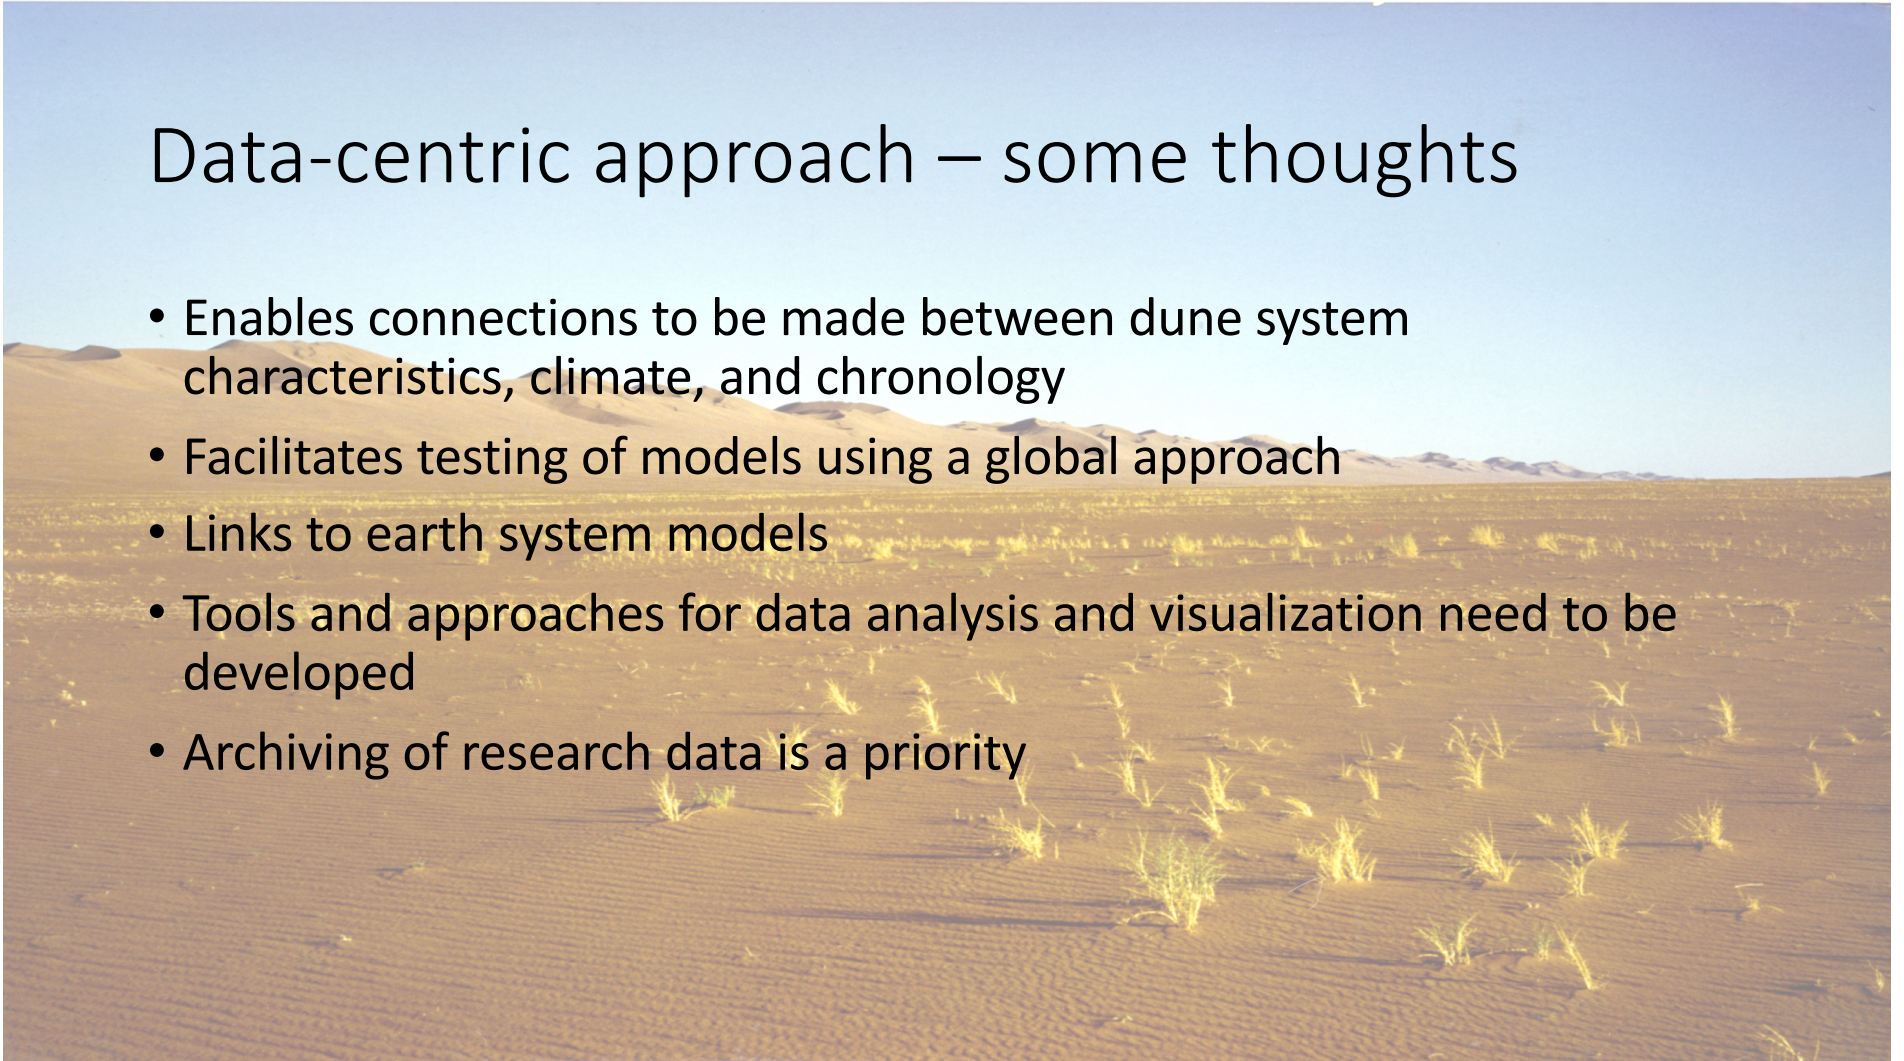 Data-centric approach – some thoughts
• Enables connections to be made between dune system
characteristics, climate, and chronology
• Facilitates testing of models using a global approach
• Links to earth system models
• Tools and approaches for data analysis and visualization need to be
developed
• Archiving of research data is a priority